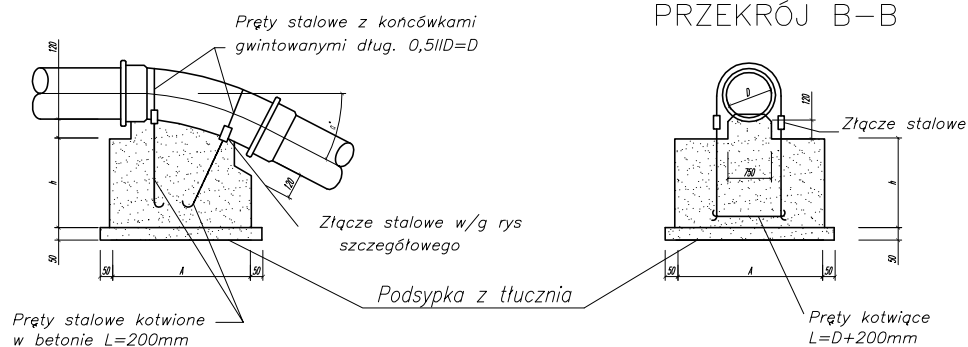 Pręty stalowe z końcówkami
gwintowanymi dług. 0,5IID=D
PRZEKRÓJ B-B
120
D
120
Złącze stalowe
h
120
750
h
Złącze stalowe w/g rys
szczegółowego
50
50
50
A
50
50
A
50
Podsypka z tłucznia
Pręty stalowe kotwione
w betonie L=200mm
Pręty kotwiące
L=D+200mm